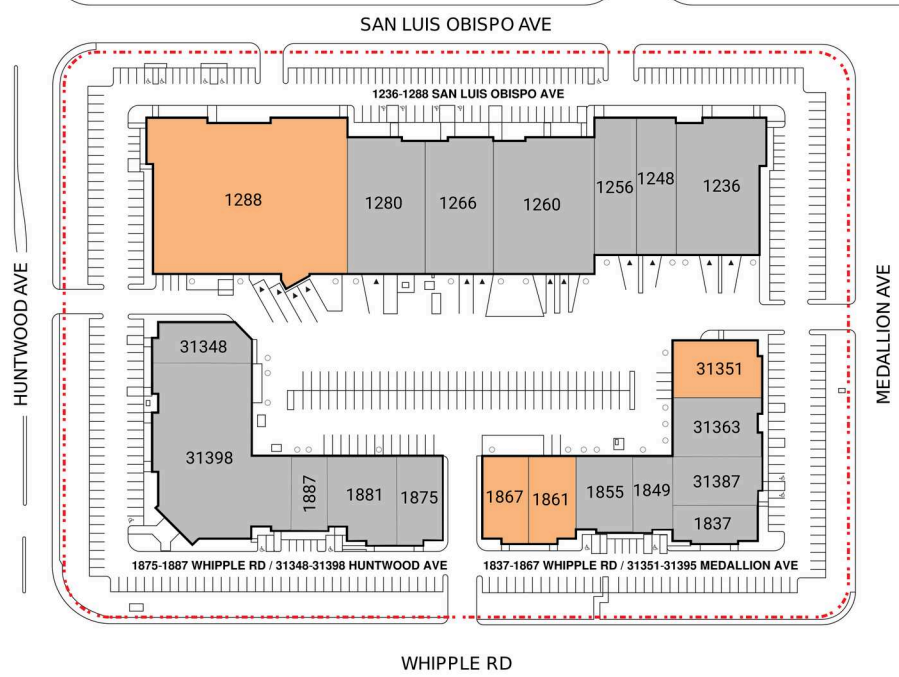 SAN LUIS OBISPO AVE
1236-1288 SAN LUIS OBISPO AVE
1288
1280
1266
1260
1256
1248
1236
HUNTWOOD AVE
MEDALLION AVE
31348
31398
1887
1881
1875
31351
31363
31387
1837
1867
1861
1855
1849
1875-1887 WHIPPLE RD / 31348-31398 HUNTWOOD AVE
1837-1867 WHIPPLE RD / 31351-31395 MEDALLION AVE
WHIPPLE RD